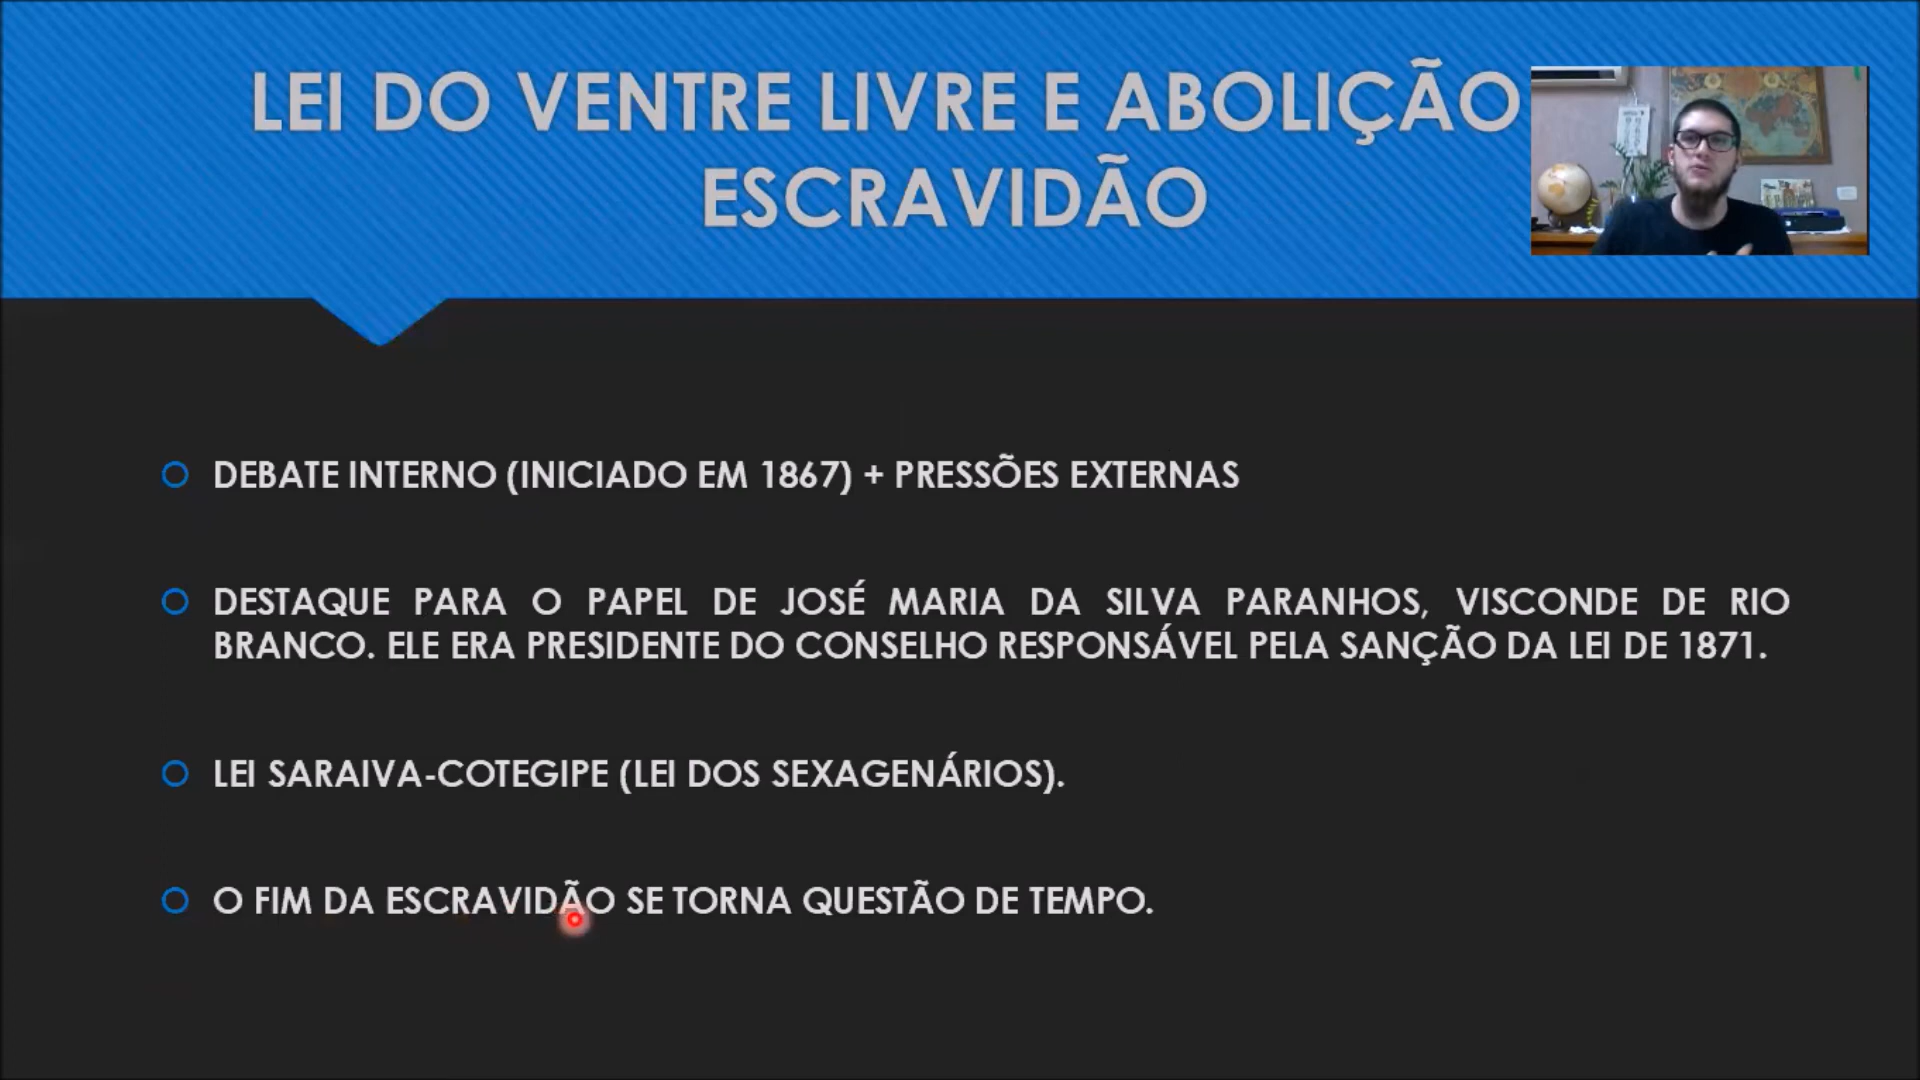 LEI DO VENTRE LIVRE E ABOLIÇÃO
ESCRAVIDÃO
DEBATE INTERNO (INICIADO EM 1867) + PRESSÕES EXTERNAS
DESTAQUE PARA O PAPEL DE JOSÉ MARIA DA SILVA PARANHOS, VISCONDE DE RIO
BRANCO. ELE ERA PRESIDENTE DO CONSELHO RESPONSÁVEL PELA SANÇÃO DA LEI DE 1871.
LEI SARAIVA-COTEGIPE (LEI DOS SEXAGENÁRIOS).
O FIM DA ESCRAVIDÃO SE TORNA QUESTÃO DE TEMPO.